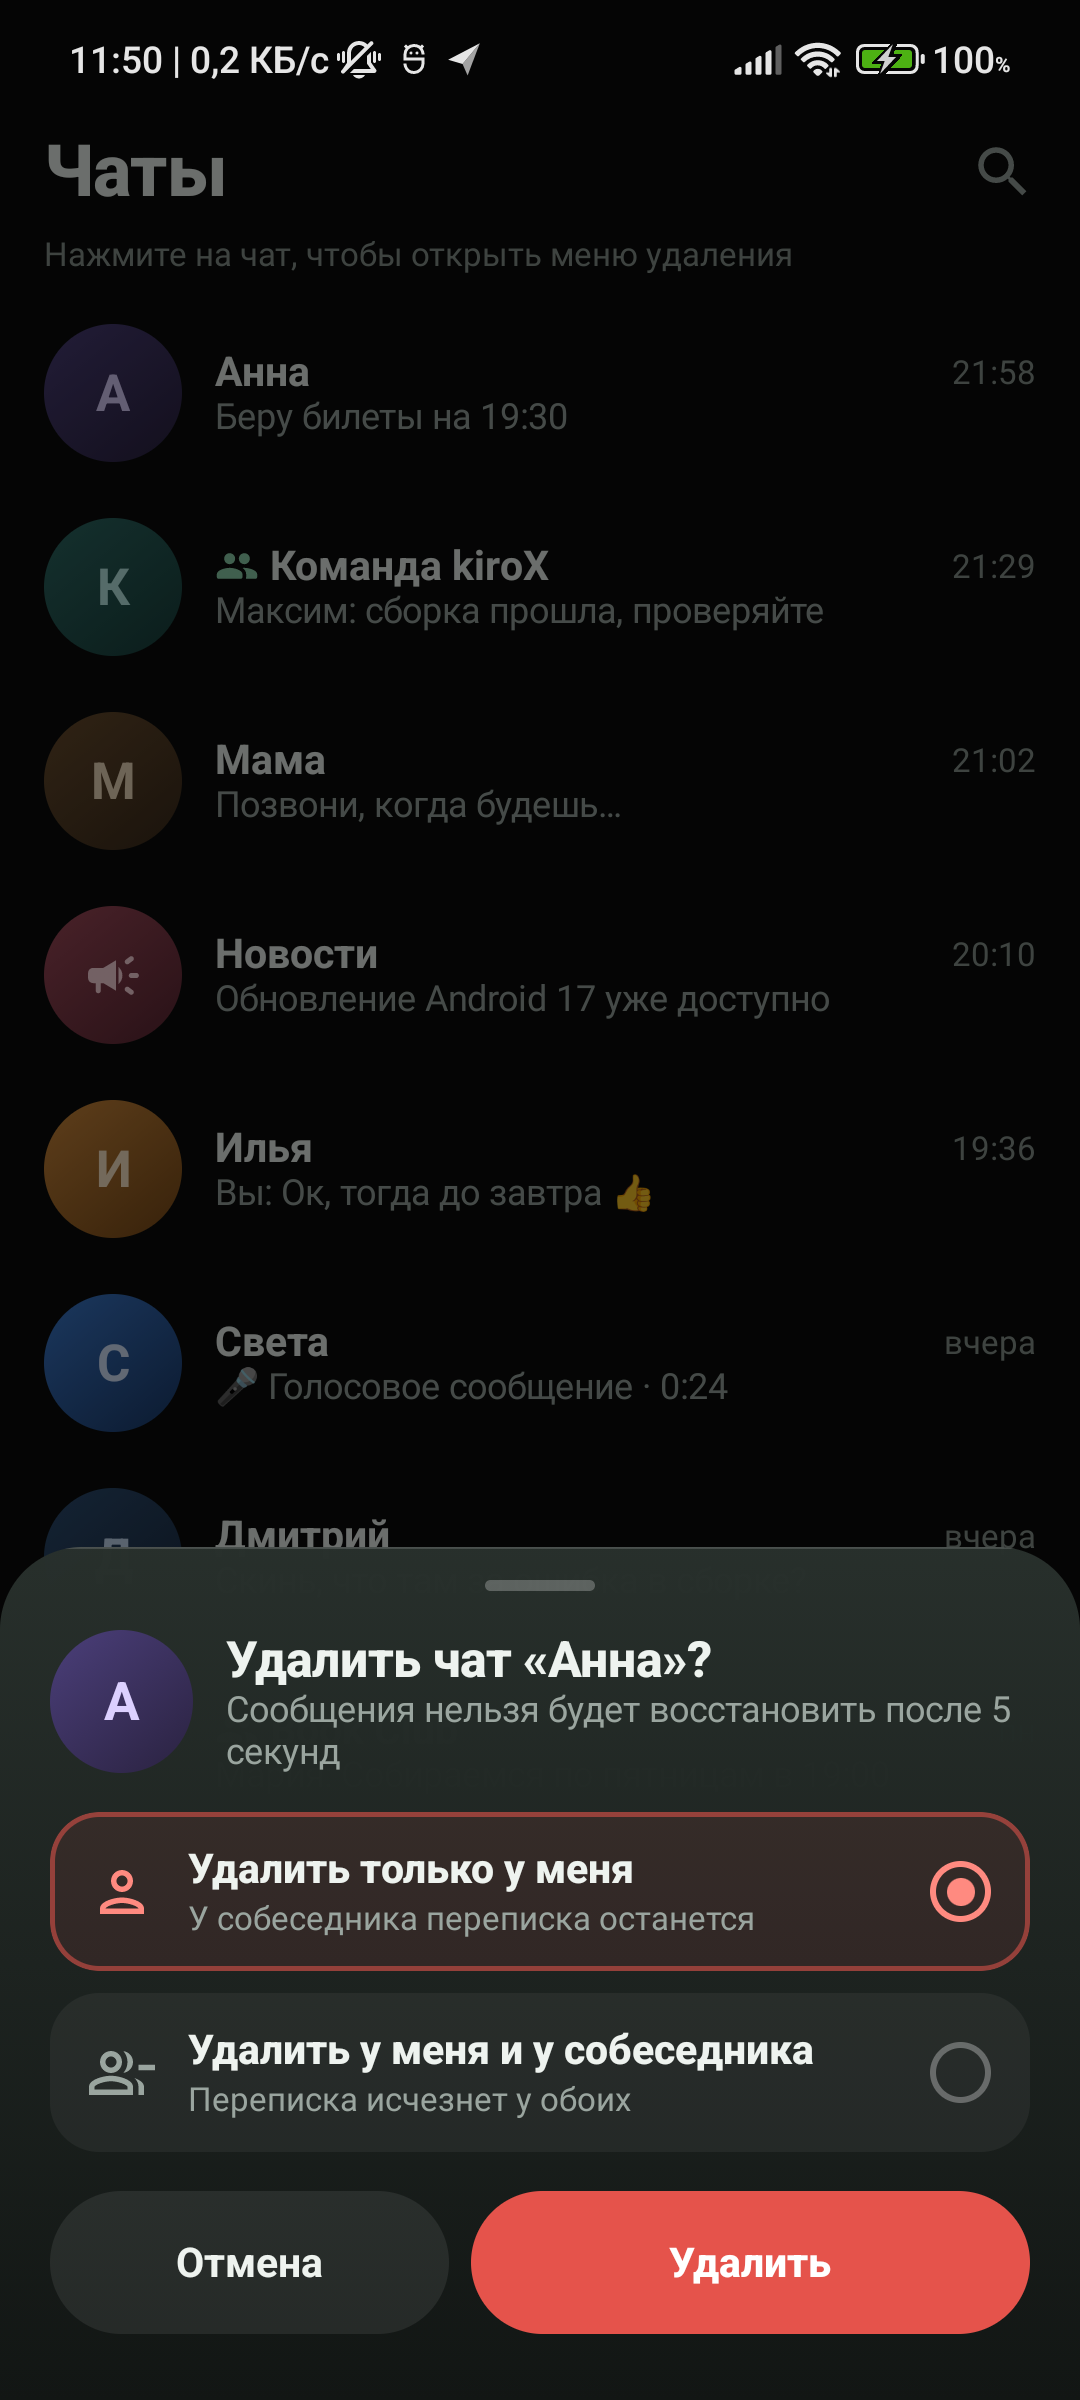 11:50 | 0,2 КБ/с 100%
Чаты
Нажмите на чат, чтобы открыть меню удаления
А
Анна 21:58
Беру билеты на 19:30
К
Команда kiroX 21:29
Максим: сборка прошла, проверяйте
М
Мама 21:02
Позвони, когда будешь...
Новости 20:10
Обновление Android 17 уже доступно
И
Илья 19:36
Вы: Ок, тогда до завтра 👍
С
Света вчера
🎤 Голосовое сообщение · 0:24
Д
Дмитрий вчера
А
Удалить чат «Анна»?
Сообщения нельзя будет восстановить после 5
секунд
Удалить только у меня
У собеседника переписка останется
Удалить у меня и у собеседника
Переписка исчезнет у обоих
Отмена Удалить